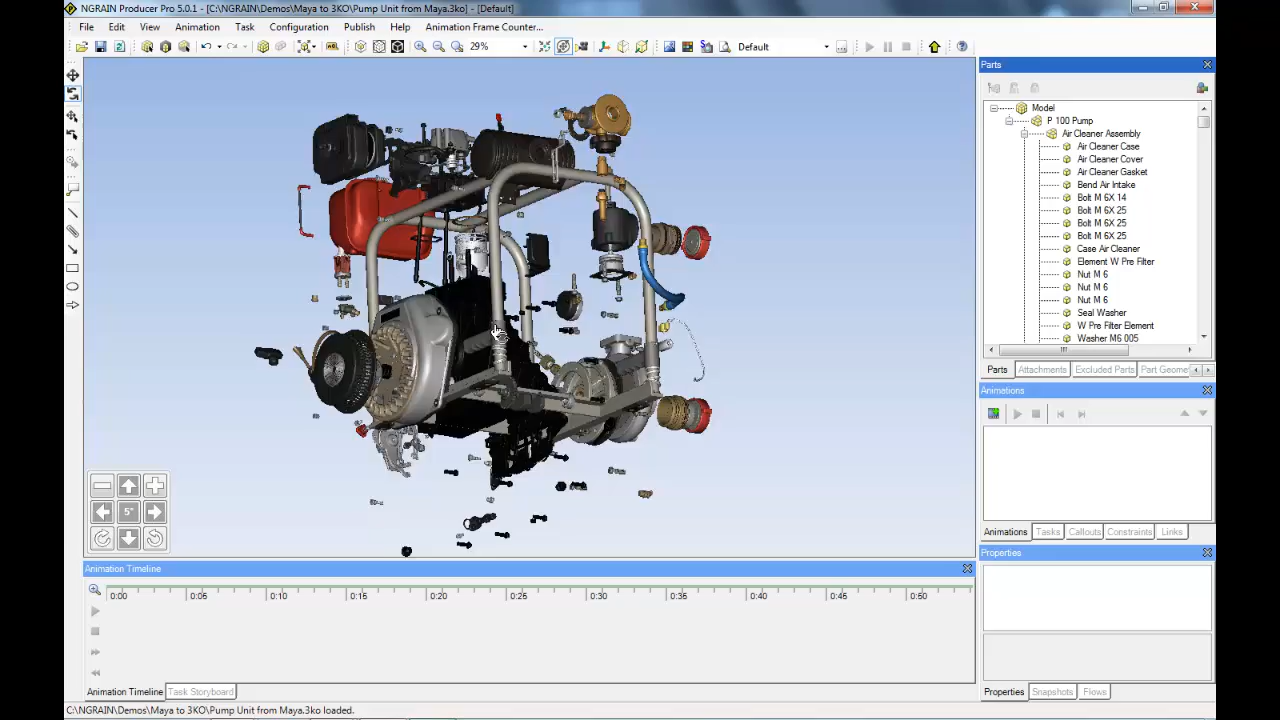 NGRAIN Producer Pro 5.0.1 - [C:\NGRAIN\Demos\Maya to 3KO\Pump Unit from Maya.3ko] - [Default]
File Edit View Animation Task Configuration Publish Help Animation Frame Counter...
29% Default
Parts
Model
P 100 Pump
Air Cleaner Assembly
Air Cleaner Case
Air Cleaner Cover
Air Cleaner Gasket
Bend Air Intake
Bolt M 6X 14
Bolt M 6X 25
Bolt M 6X 25
Bolt M 6X 25
Case Air Cleaner
Element W Pre Filter
Nut M 6
Nut M 6
Nut M 6
Seal Washer
W Pre Filter Element
Washer M6 005
Parts Attachments Excluded Parts Part Geome
Animations
Animations Tasks Callouts Constraints Links
Properties
Properties Snapshots Flows
5°
Animation Timeline
0:00 0:05 0:10 0:15 0:20 0:25 0:30 0:35 0:40 0:45 0:50
Animation Timeline Task Storyboard
C:\NGRAIN\Demos\Maya to 3KO\Pump Unit from Maya.3ko loaded.